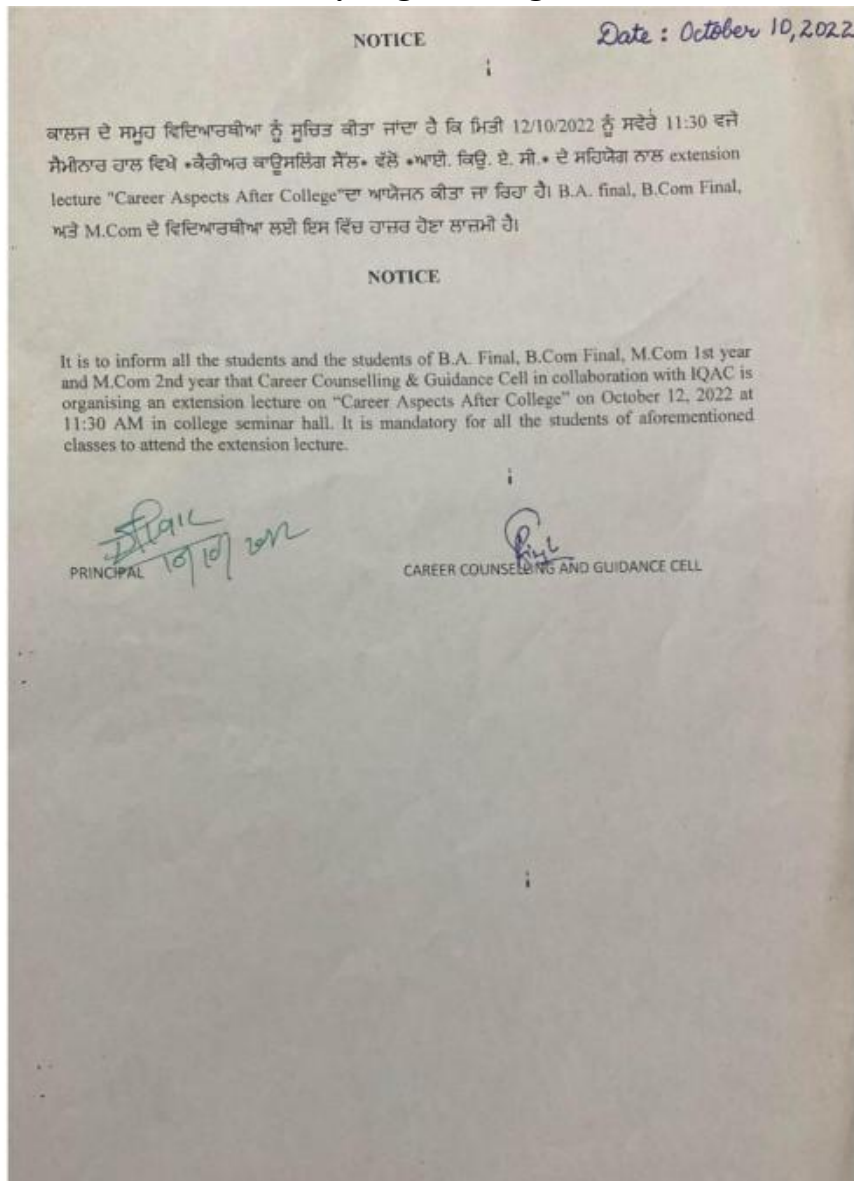 NOTICE
Date : October 10, 2022
ਕਾਲਜ ਦੇ ਸਮੂਹ ਵਿਦਿਆਰਥੀਆ ਨੂੰ ਸੂਚਿਤ ਕੀਤਾ ਜਾਂਦਾ ਹੈ ਕਿ ਮਿਤੀ 12/10/2022 ਨੂੰ ਸਵੇਰੇ 11:30 ਵਜੇ
ਸੈਮੀਨਾਰ ਹਾਲ ਵਿਖੇ •ਕੈਰੀਅਰ ਕਾਊਸਲਿੰਗ ਸੈੱਲ• ਵੱਲੋਂ •ਆਈ. ਕਿਉ. ਏ. ਸੀ.• ਦੇ ਸਹਿਯੋਗ ਨਾਲ extension
lecture "Career Aspects After College"ਦਾ ਆਯੋਜਨ ਕੀਤਾ ਜਾ ਰਿਹਾ ਹੈ। B.A. final, B.Com Final,
ਅਤੇ M.Com ਦੇ ਵਿਦਿਆਰਥੀਆ ਲਈ ਇਸ ਵਿੱਚ ਹਾਜ਼ਰ ਹੋਣਾ ਲਾਜ਼ਮੀ ਹੈ।
NOTICE
It is to inform all the students and the students of B.A. Final, B.Com Final, M.Com 1st year
and M.Com 2nd year that Career Counselling & Guidance Cell in collaboration with IQAC is
organising an extension lecture on “Career Aspects After College” on October 12, 2022 at
11:30 AM in college seminar hall. It is mandatory for all the students of aforementioned
classes to attend the extension lecture.
PRINCIPAL
CAREER COUNSELLING AND GUIDANCE CELL